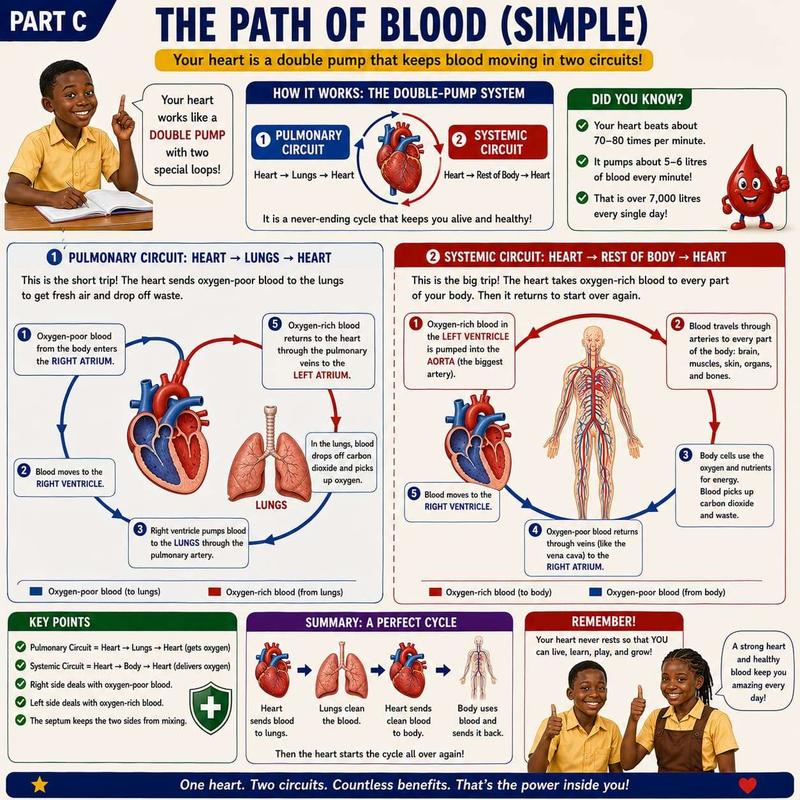 PART C
THE PATH OF BLOOD (SIMPLE)
Your heart is a double pump that keeps blood moving in two circuits!
Your heart
works like a
DOUBLE PUMP
with two
special loops!
HOW IT WORKS: THE DOUBLE-PUMP SYSTEM
1 PULMONARY
CIRCUIT
Heart → Lungs → Heart
2 SYSTEMIC
CIRCUIT
Heart → Rest of Body → Heart
It is a never-ending cycle that keeps you alive and healthy!
DID YOU KNOW?
Your heart beats about
70–80 times per minute.
It pumps about 5–6 litres
of blood every minute!
That is over 7,000 litres
every single day!
1 PULMONARY CIRCUIT: HEART → LUNGS → HEART
This is the short trip! The heart sends oxygen-poor blood to the lungs
to get fresh air and drop off waste.
1 Oxygen-poor blood
from the body enters
the RIGHT ATRIUM.
5 Oxygen-rich blood
returns to the heart
through the pulmonary
veins to the
LEFT ATRIUM.
In the lungs, blood
drops off carbon
dioxide and picks
up oxygen.
LUNGS
2 Blood moves to the
RIGHT VENTRICLE.
3 Right ventricle pumps blood
to the LUNGS through the
pulmonary artery.
Oxygen-poor blood (to lungs)
Oxygen-rich blood (from lungs)
2 SYSTEMIC CIRCUIT: HEART → REST OF BODY → HEART
This is the big trip! The heart takes oxygen-rich blood to every part
of your body. Then it returns to start over again.
1 Oxygen-rich blood in
the LEFT VENTRICLE
is pumped into the
AORTA (the biggest
artery).
2 Blood travels through
arteries to every part
of the body: brain,
muscles, skin, organs,
and bones.
3 Body cells use the
oxygen and nutrients
for energy.
Blood picks up
carbon dioxide
and waste.
5 Blood moves to the
RIGHT VENTRICLE.
4 Oxygen-poor blood returns
through veins (like the
vena cava) to the
RIGHT ATRIUM.
Oxygen-rich blood (to body)
Oxygen-poor blood (from body)
KEY POINTS
Pulmonary Circuit = Heart → Lungs → Heart (gets oxygen)
Systemic Circuit = Heart → Body → Heart (delivers oxygen)
Right side deals with oxygen-poor blood.
Left side deals with oxygen-rich blood.
The septum keeps the two sides from mixing.
SUMMARY: A PERFECT CYCLE
Heart
sends blood
to lungs.
Lungs clean
the blood.
Heart sends
clean blood
to body.
Body uses
blood and
sends it back.
Then the heart starts the cycle all over again!
REMEMBER!
Your heart never rests so that YOU
can live, learn, play, and grow!
A strong heart
and healthy
blood keep you
amazing every
day!
One heart. Two circuits. Countless benefits. That's the power inside you!